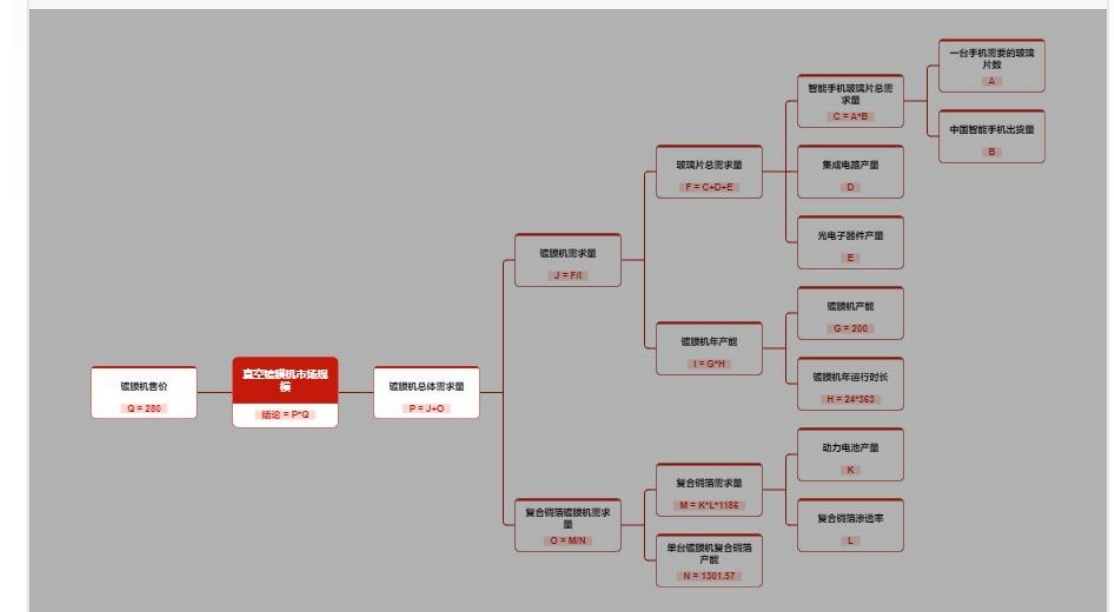 一台手机需要的玻璃
片数
A
智能手机玻璃片总需
求量
C = A*B
中国智能手机出货量
B
玻璃片总需求量
F = C+D+E
集成电路产量
D
光电子器件产量
E
镀膜机需求量
J = F/I
镀膜机产能
G = 200
镀膜机年产能
I = G*H
镀膜机年运行时长
H = 24*363
镀膜机售价
Q = 280
真空镀膜机市场规
模
结论 = P*Q
镀膜机总体需求量
P = J+O
动力电池产量
K
复合铜箔需求量
M = K*L*1186
复合铜箔镀膜机需求
量
O = M/N
复合铜箔渗透率
L
单台镀膜机复合铜箔
产能
N = 1301.57